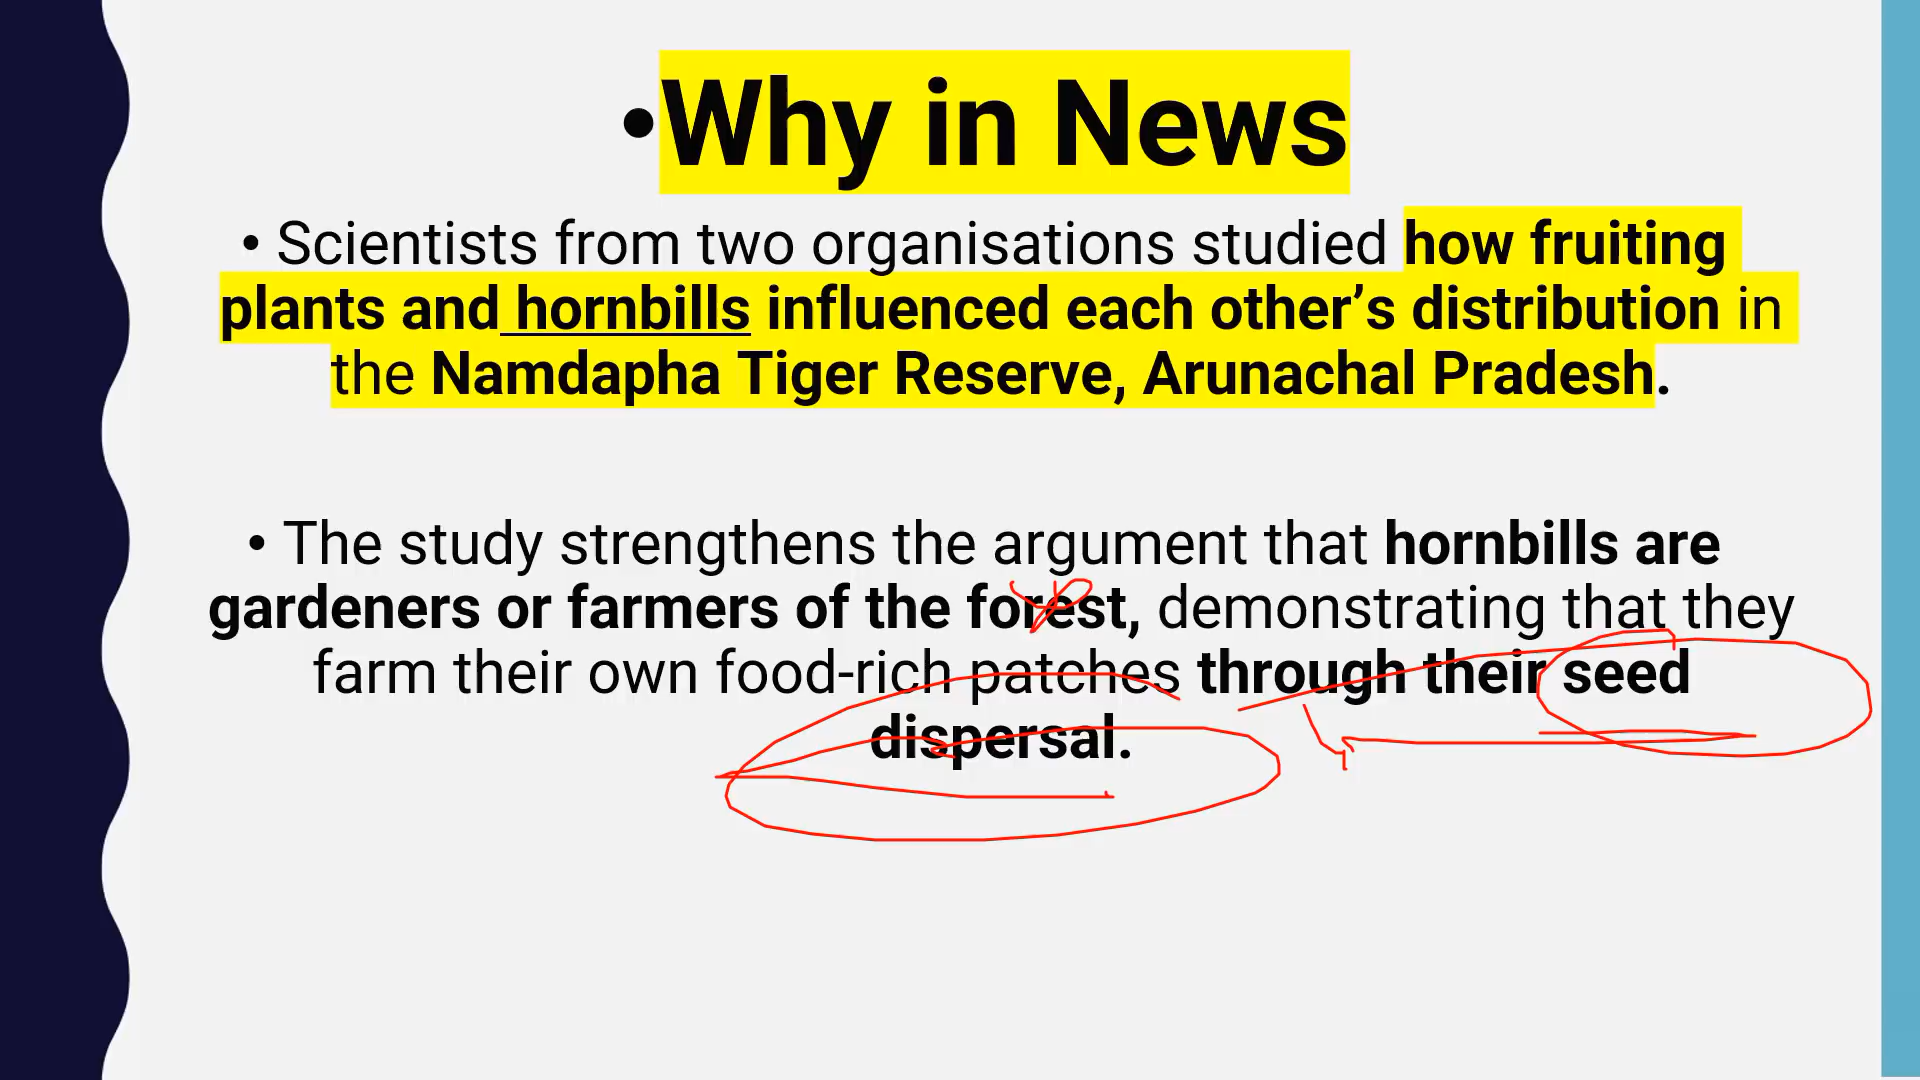 •Why in News
• Scientists from two organisations studied how fruiting
plants and hornbills influenced each other’s distribution in
the Namdapha Tiger Reserve, Arunachal Pradesh.
• The study strengthens the argument that hornbills are
gardeners or farmers of the forest, demonstrating that they
farm their own food-rich patches through their seed
dispersal.